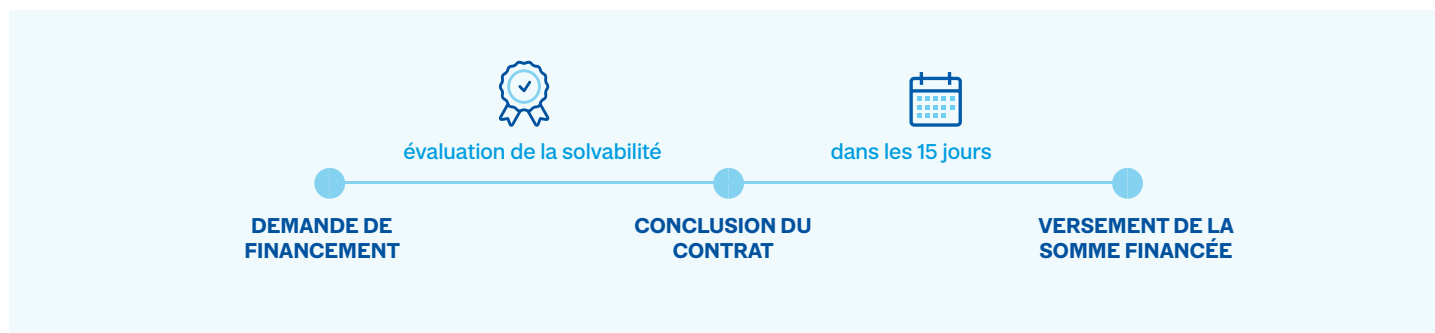 évaluation de la solvabilité
dans les 15 jours
DEMANDE DE
FINANCEMENT
CONCLUSION DU
CONTRAT
VERSEMENT DE LA
SOMME FINANCÉE